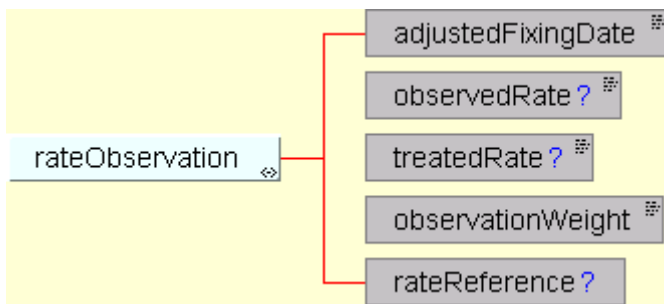 adjustedFixingDate
observedRate ?
rateObservation
treatedRate ?
observationWeight
rateReference ?